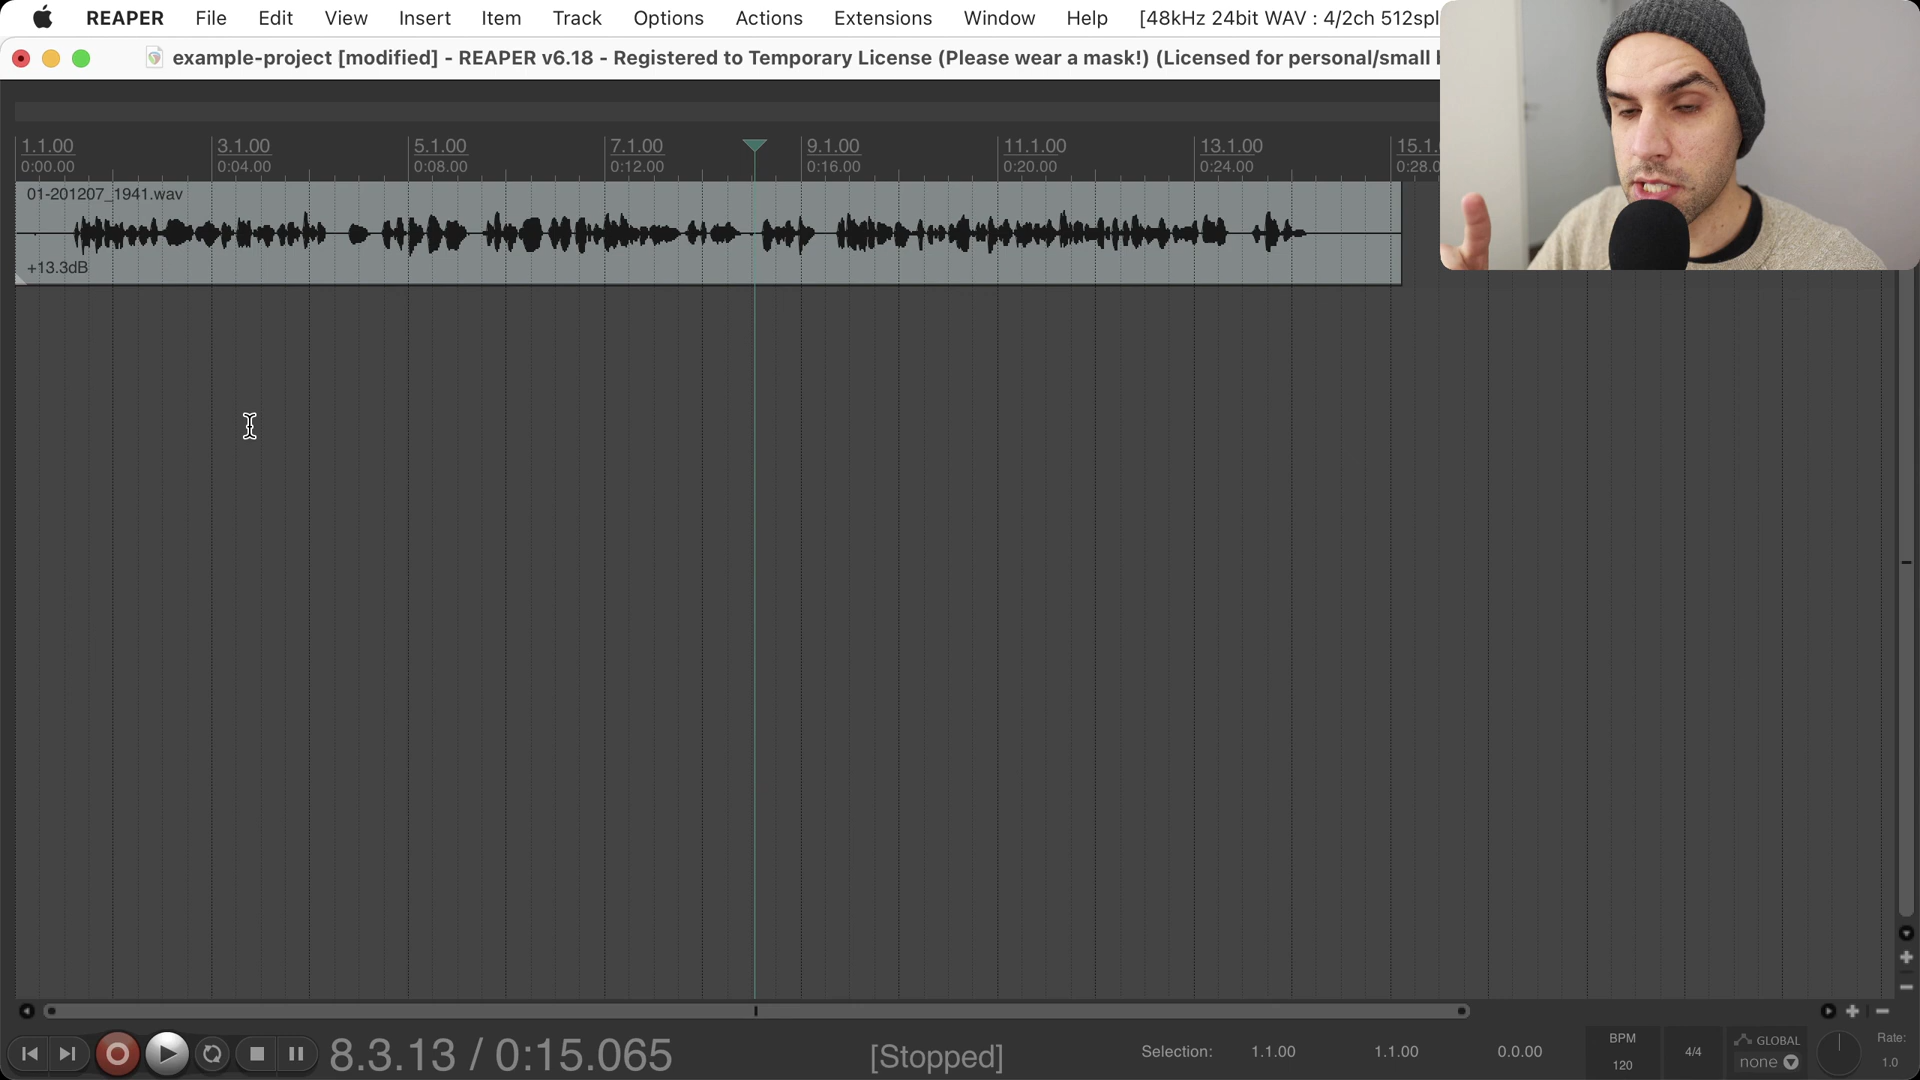 REAPER File Edit View Insert Item Track Options Actions Extensions Window Help [48kHz 24bit WAV : 4/2ch 512spl
example-project [modified] - REAPER v6.18 - Registered to Temporary License (Please wear a mask!) (Licensed for personal/small
1.1.00 3.1.00 5.1.00 7.1.00 9.1.00 11.1.00 13.1.00 15.1.
0:00.00 0:04.00 0:08.00 0:12.00 0:16.00 0:20.00 0:24.00 0:28.0
01-201207_1941.wav
+13.3dB
8.3.13 / 0:15.065 [Stopped] Selection: 1.1.00 1.1.00 0.0.00
BPM
120
4/4
GLOBAL
none
Rate:
1.0